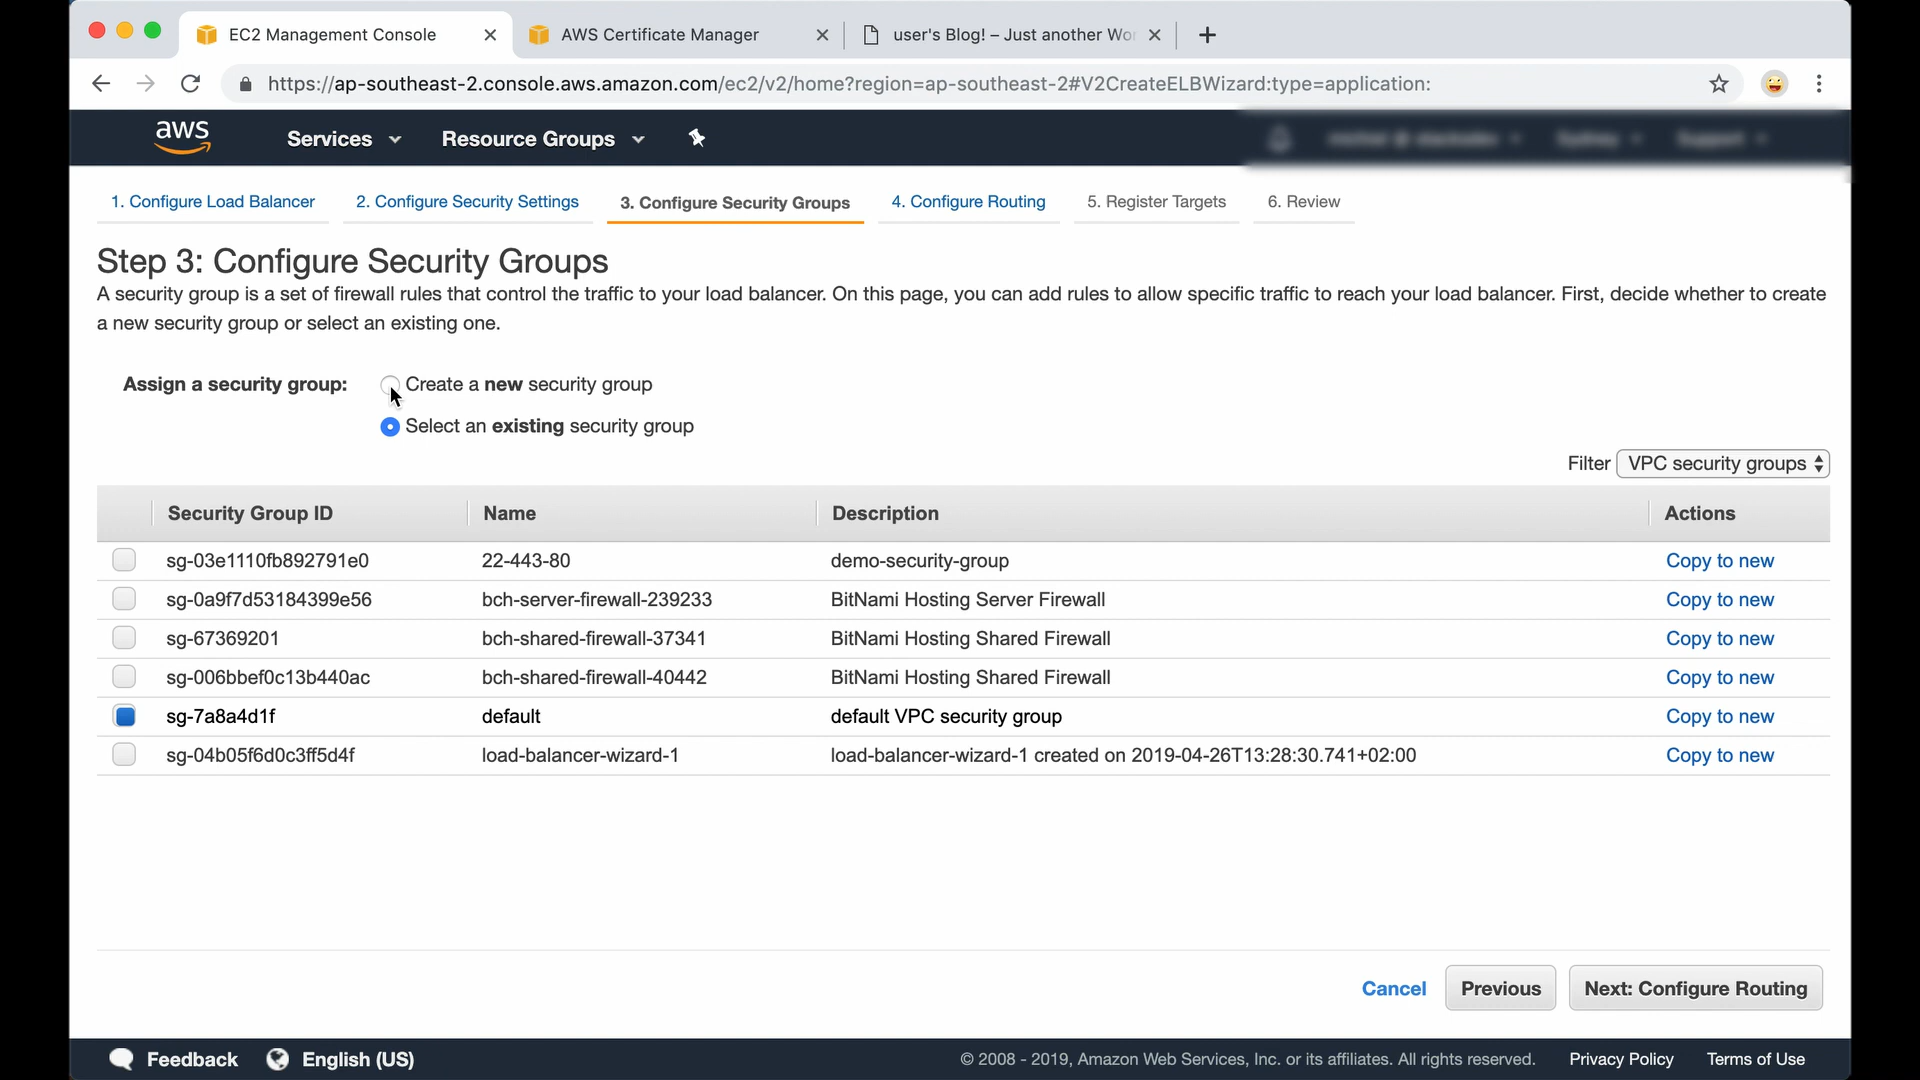 EC2 Management Console
AWS Certificate Manager
user's Blog! – Just another Wor
https://ap-southeast-2.console.aws.amazon.com/ec2/v2/home?region=ap-southeast-2#V2CreateELBWizard:type=application:
aws Services Resource Groups
1. Configure Load Balancer 2. Configure Security Settings 3. Configure Security Groups 4. Configure Routing 5. Register Targets 6. Review
Step 3: Configure Security Groups
A security group is a set of firewall rules that control the traffic to your load balancer. On this page, you can add rules to allow specific traffic to reach your load balancer. First, decide whether to create
a new security group or select an existing one.
Assign a security group: Create a new security group
Select an existing security group
Filter VPC security groups
Security Group ID Name Description Actions
sg-03e1110fb892791e0 22-443-80 demo-security-group Copy to new
sg-0a9f7d53184399e56 bch-server-firewall-239233 BitNami Hosting Server Firewall Copy to new
sg-67369201 bch-shared-firewall-37341 BitNami Hosting Shared Firewall Copy to new
sg-006bbef0c13b440ac bch-shared-firewall-40442 BitNami Hosting Shared Firewall Copy to new
sg-7a8a4d1f default default VPC security group Copy to new
sg-04b05f6d0c3ff5d4f load-balancer-wizard-1 load-balancer-wizard-1 created on 2019-04-26T13:28:30.741+02:00 Copy to new
Cancel Previous Next: Configure Routing
Feedback English (US) © 2008 - 2019, Amazon Web Services, Inc. or its affiliates. All rights reserved. Privacy Policy Terms of Use